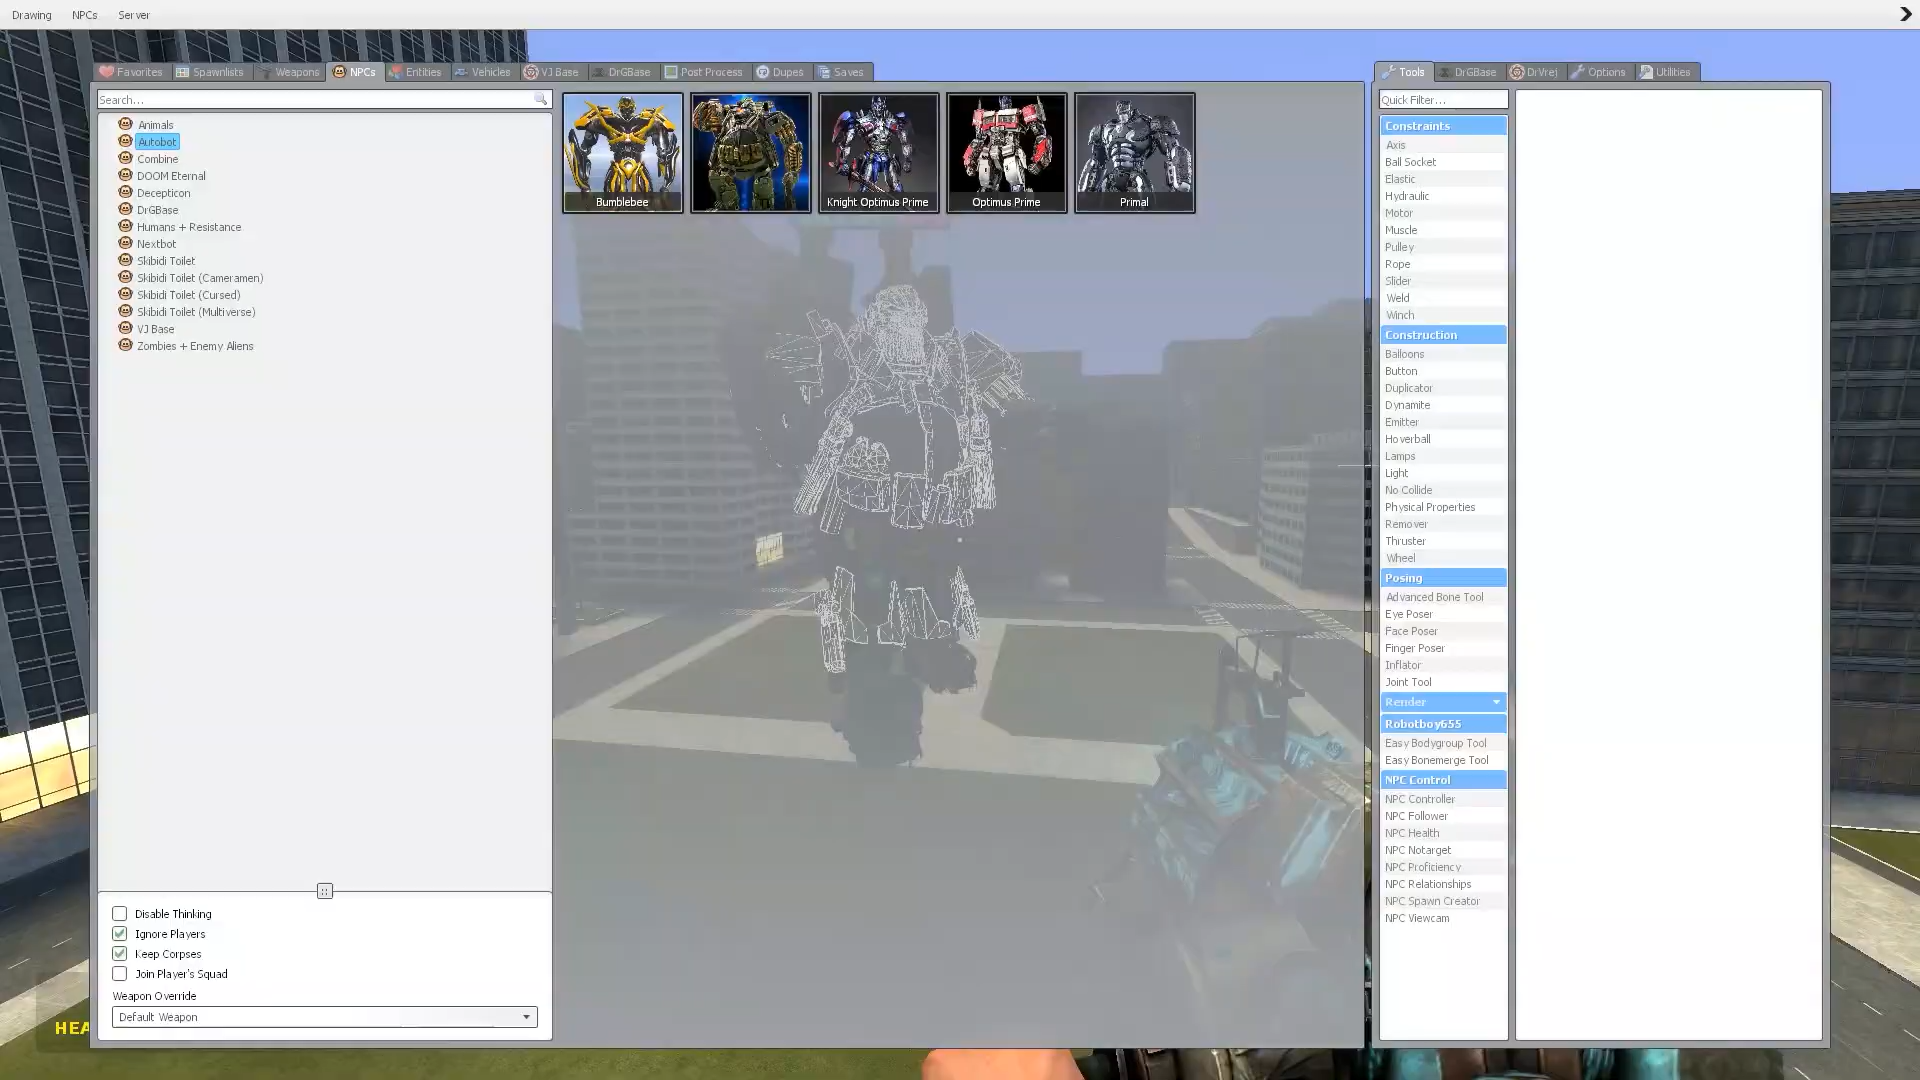 Drawing NPCs Server
Favorites Spawnlists Weapons NPCs Entities Vehicles VJ Base DrGBase Post Process Dupes Saves
Tools DrGBase DrVrej Options Utilities
Search...
Animals
Autobot
Combine
DOOM Eternal
Decepticon
DrGBase
Humans + Resistance
Nextbot
Skibidi Toilet
Skibidi Toilet (Cameramen)
Skibidi Toilet (Cursed)
Skibidi Toilet (Multiverse)
VJ Base
Zombies + Enemy Aliens
Disable Thinking
Ignore Players
Keep Corpses
Join Player's Squad
Weapon Override
Default Weapon
HEA
Bumblebee
Knight Optimus Prime
Optimus Prime
Primal
Quick Filter...
Constraints
Axis
Ball Socket
Elastic
Hydraulic
Motor
Muscle
Pulley
Rope
Slider
Weld
Winch
Construction
Balloons
Button
Duplicator
Dynamite
Emitter
Hoverball
Lamps
Light
No Collide
Physical Properties
Remover
Thruster
Wheel
Posing
Advanced Bone Tool
Eye Poser
Face Poser
Finger Poser
Inflator
Joint Tool
Render
Robotboy655
Easy Bodygroup Tool
Easy Bonemerge Tool
NPC Control
NPC Controller
NPC Follower
NPC Health
NPC Notarget
NPC Proficiency
NPC Relationships
NPC Spawn Creator
NPC Viewcam